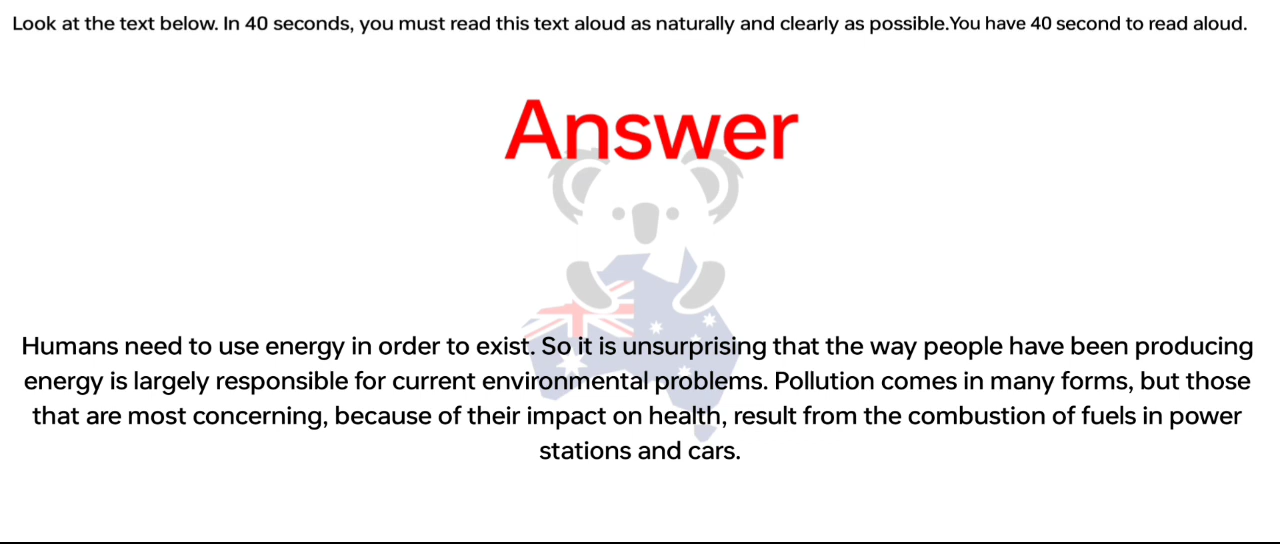 Look at the text below. In 40 seconds, you must read this text aloud as naturally and clearly as possible.You have 40 second to read aloud.
Answer
Humans need to use energy in order to exist. So it is unsurprising that the way people have been producing
energy is largely responsible for current environmental problems. Pollution comes in many forms, but those
that are most concerning, because of their impact on health, result from the combustion of fuels in power
stations and cars.